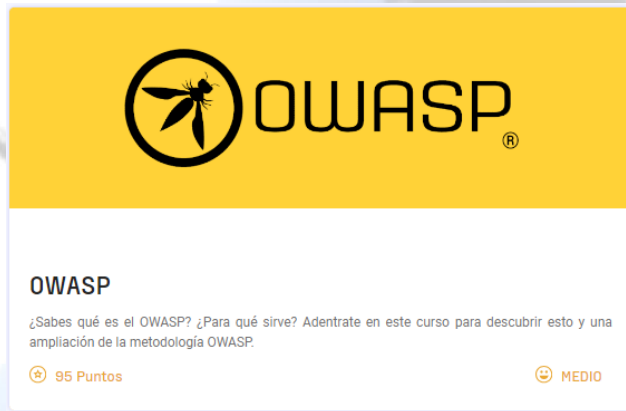 OWASP®
OWASP
¿Sabes qué es el OWASP? ¿Para qué sirve? Adentrate en este curso para descubrir esto y una
ampliación de la metodología OWASP.
95 Puntos
MEDIO